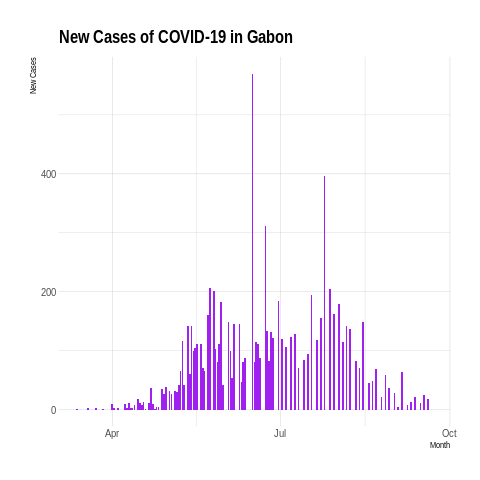 New Cases of COVID-19 in Gabon
New Cases
400
200
0
Apr
Jul
Oct
Month